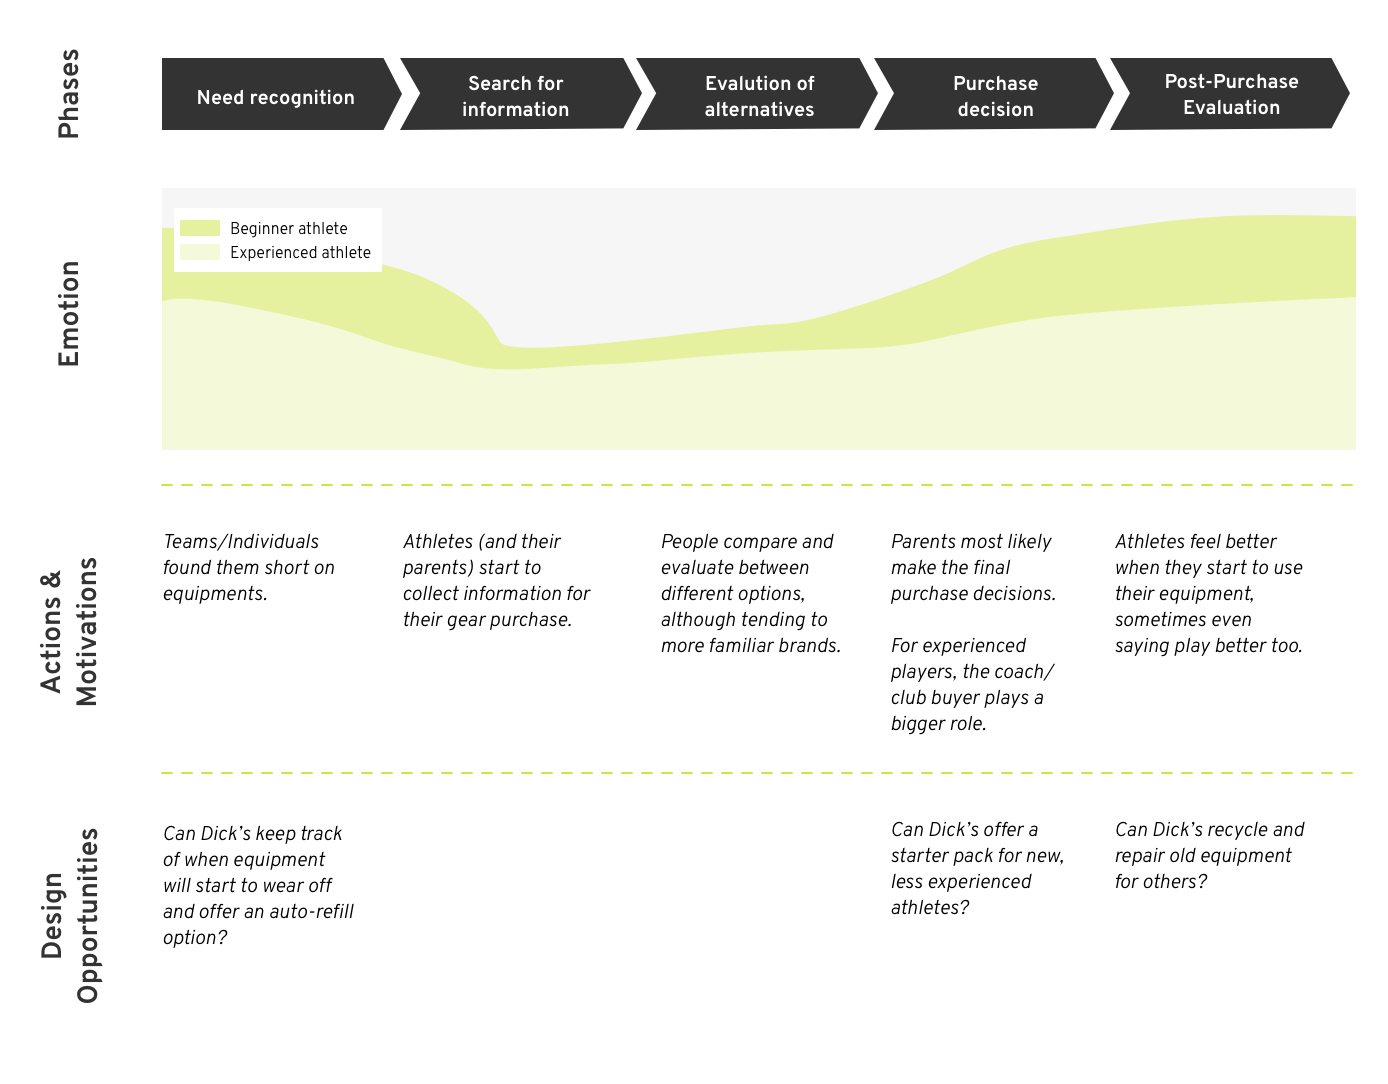 Phases
Need recognition
Search for
information
Evalution of
alternatives
Purchase
decision
Post-Purchase
Evaluation
Emotion
Beginner athlete
Experienced athlete
Actions &
Motivations
Teams/Individuals
found them short on
equipments.
Athletes (and their
parents) start to
collect information for
their gear purchase.
People compare and
evaluate between
different options,
although tending to
more familiar brands.
Parents most likely
make the final
purchase decisions.
For experienced
players, the coach/
club buyer plays a
bigger role.
Athletes feel better
when they start to use
their equipment,
sometimes even
saying play better too.
Design
Opportunities
Can Dick’s keep track
of when equipment
will start to wear off
and offer an auto-refill
option?
Can Dick’s offer a
starter pack for new,
less experienced
athletes?
Can Dick’s recycle and
repair old equipment
for others?